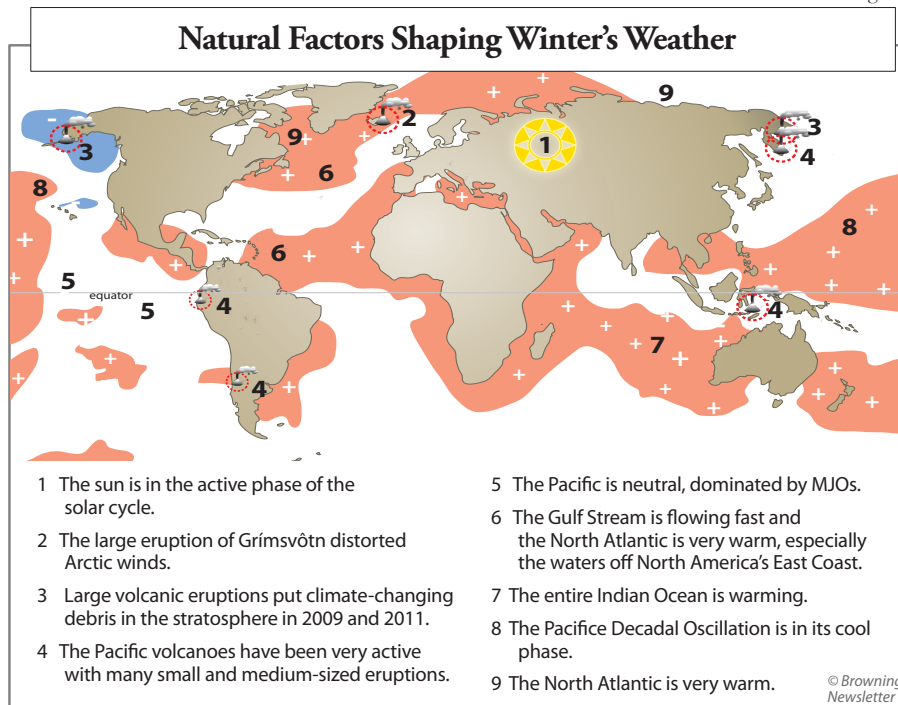 Natural Factors Shaping Winter's Weather
9
2
3
9
1
3
4
6
8
8
6
5
equator
5
4
4
7
4
1 The sun is in the active phase of the
solar cycle.
2 The large eruption of Grímsvôtn distorted
Arctic winds.
3 Large volcanic eruptions put climate-changing
debris in the stratosphere in 2009 and 2011.
4 The Pacific volcanoes have been very active
with many small and medium-sized eruptions.
5 The Pacific is neutral, dominated by MJOs.
6 The Gulf Stream is flowing fast and
the North Atlantic is very warm, especially
the waters off North America's East Coast.
7 The entire Indian Ocean is warming.
8 The Pacifice Decadal Oscillation is in its cool
phase.
9 The North Atlantic is very warm.
© Browning
Newsletter